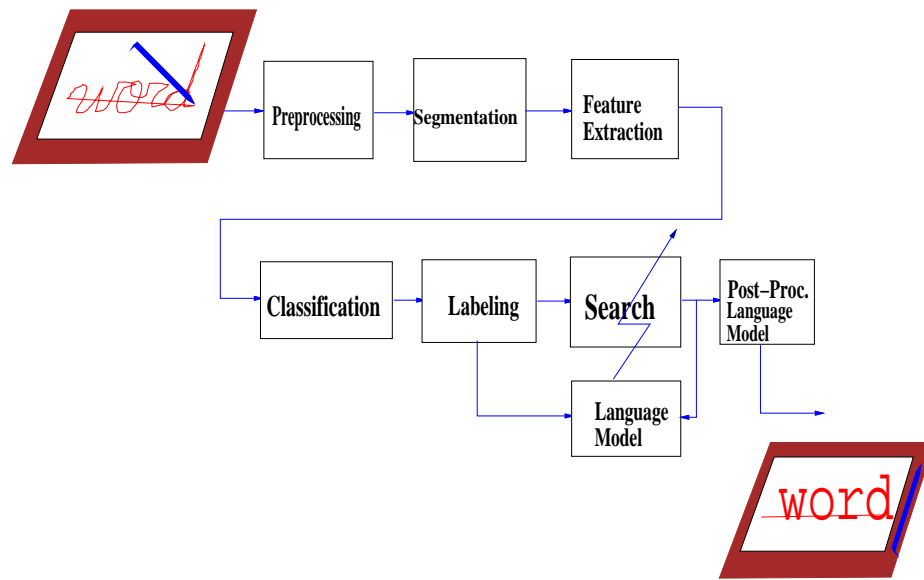 word
Preprocessing
Segmentation
Feature
Extraction
Classification
Labeling
Search
Post-Proc.
Language
Model
Language
Model
word